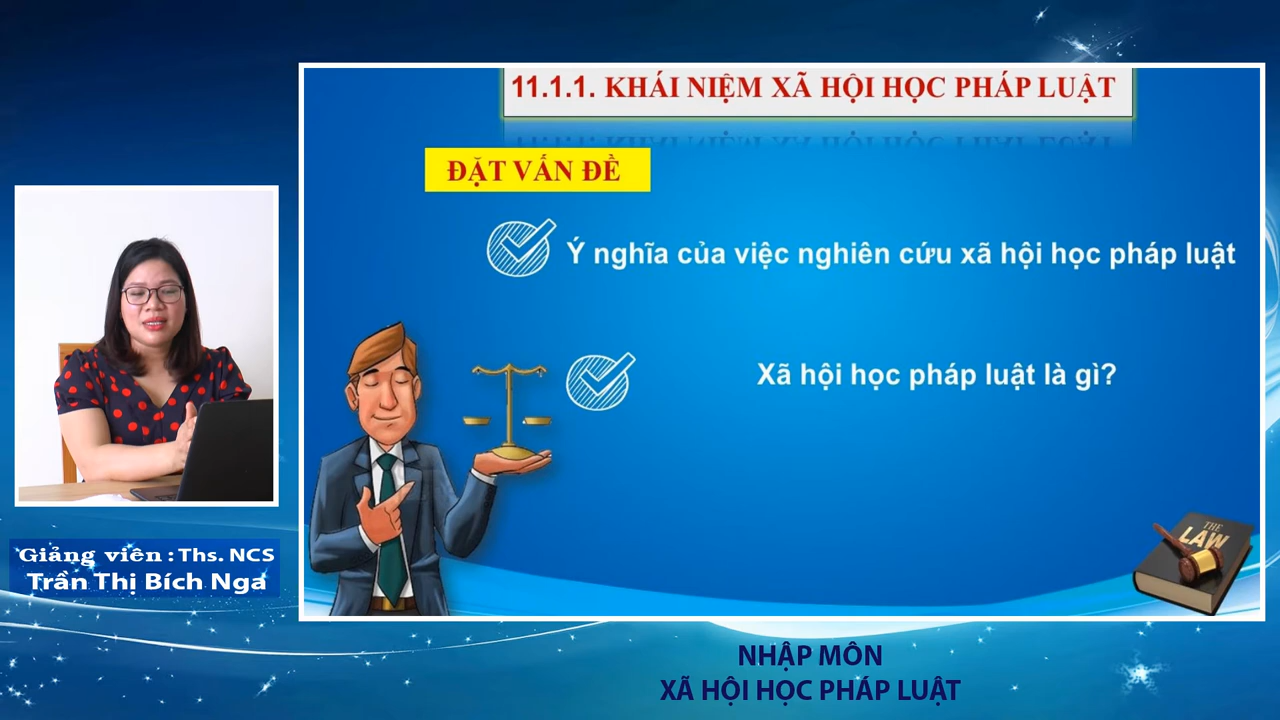 11.1.1. KHÁI NIỆM XÃ HỘI HỌC PHÁP LUẬT
ĐẶT VẤN ĐỀ
Ý nghĩa của việc nghiên cứu xã hội học pháp luật
Xã hội học pháp luật là gì?
THE
LAW
Giảng viên : Ths. NCS
Trần Thị Bích Nga
NHẬP MÔN
XÃ HỘI HỌC PHÁP LUẬT